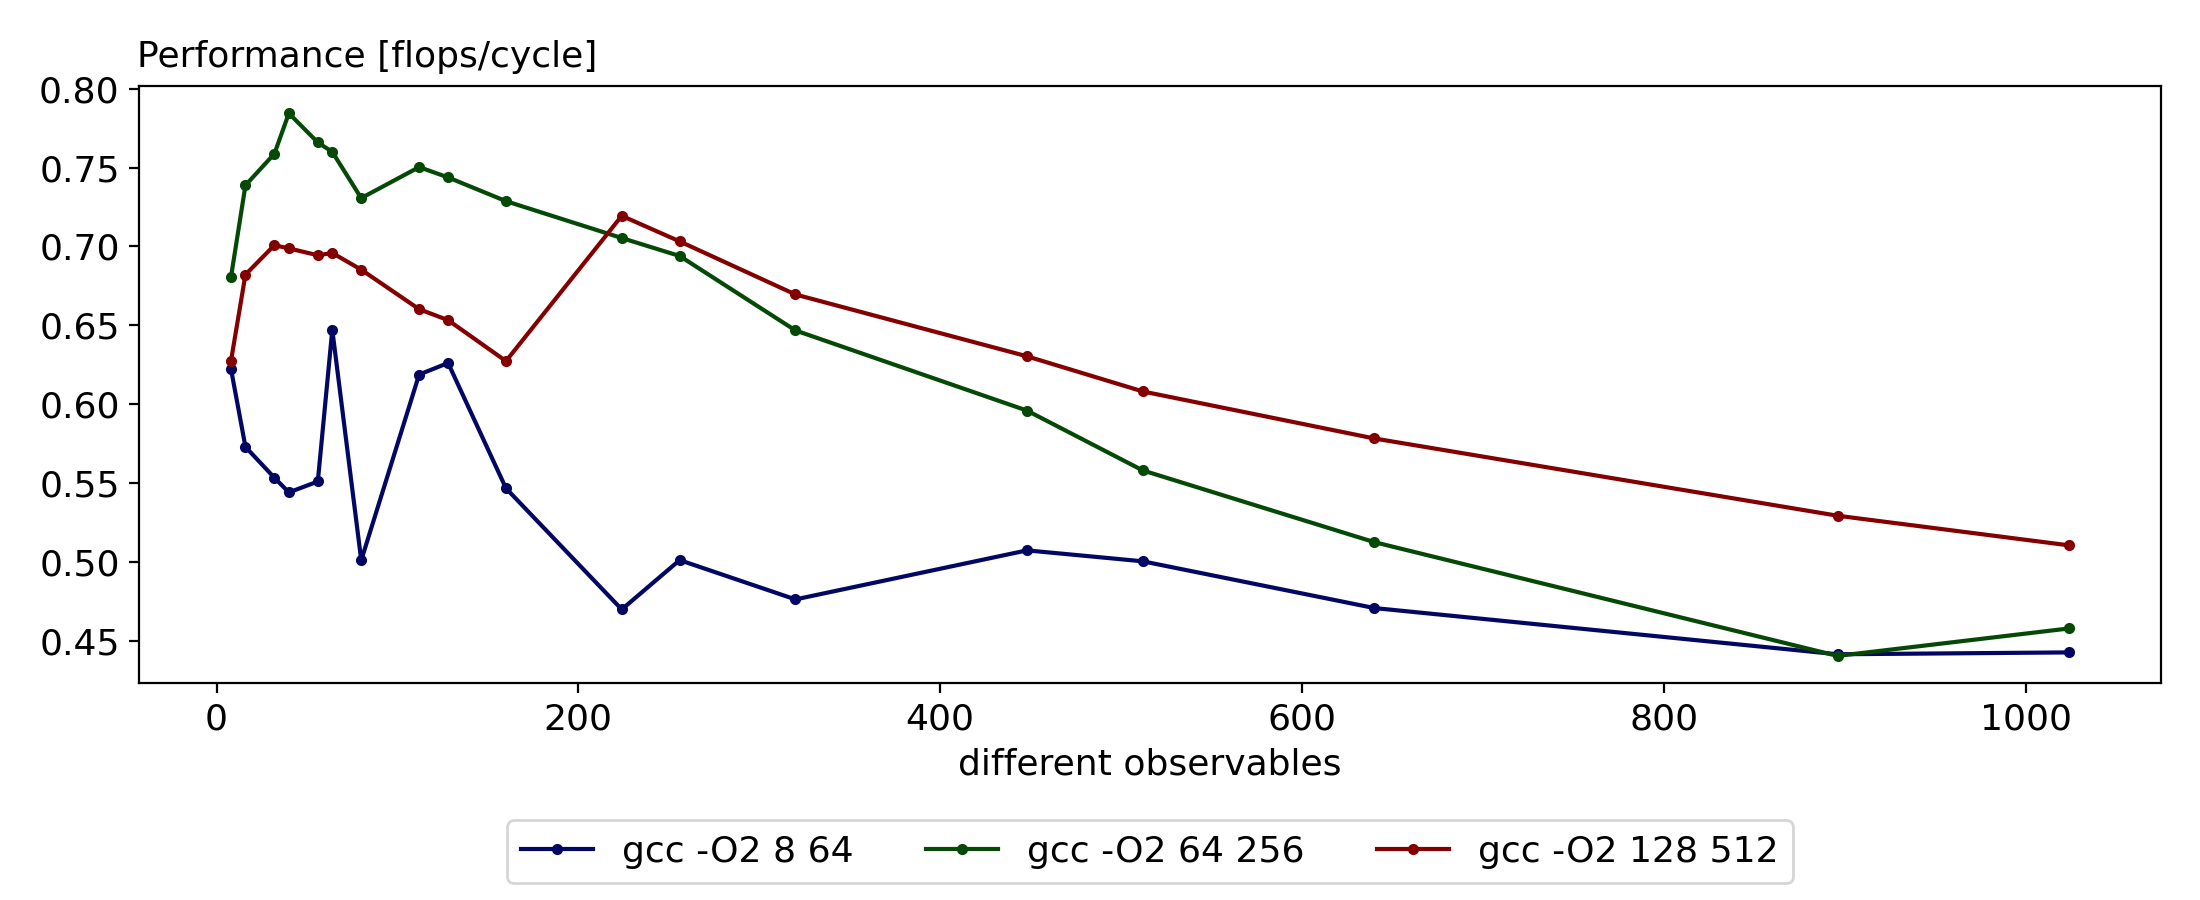 Performance [flops/cycle]
0.80
0.75
0.70
0.65
0.60
0.55
0.50
0.45
0 200 400 600 800 1000
different observables
gcc -O2 8 64 gcc -O2 64 256 gcc -O2 128 512